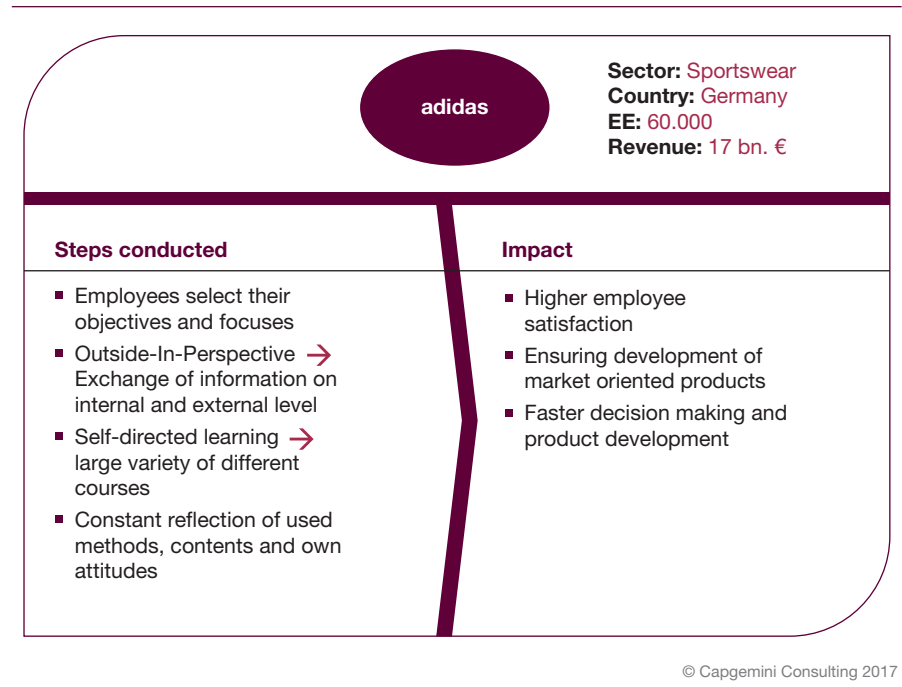 adidas
Sector: Sportswear
Country: Germany
EE: 60.000
Revenue: 17 bn. €
Steps conducted
Employees select their
objectives and focuses
Outside-In-Perspective →
Exchange of information on
internal and external level
Self-directed learning →
large variety of different
courses
Constant reflection of used
methods, contents and own
attitudes
Impact
Higher employee
satisfaction
Ensuring development of
market oriented products
Faster decision making and
product development
© Capgemini Consulting 2017